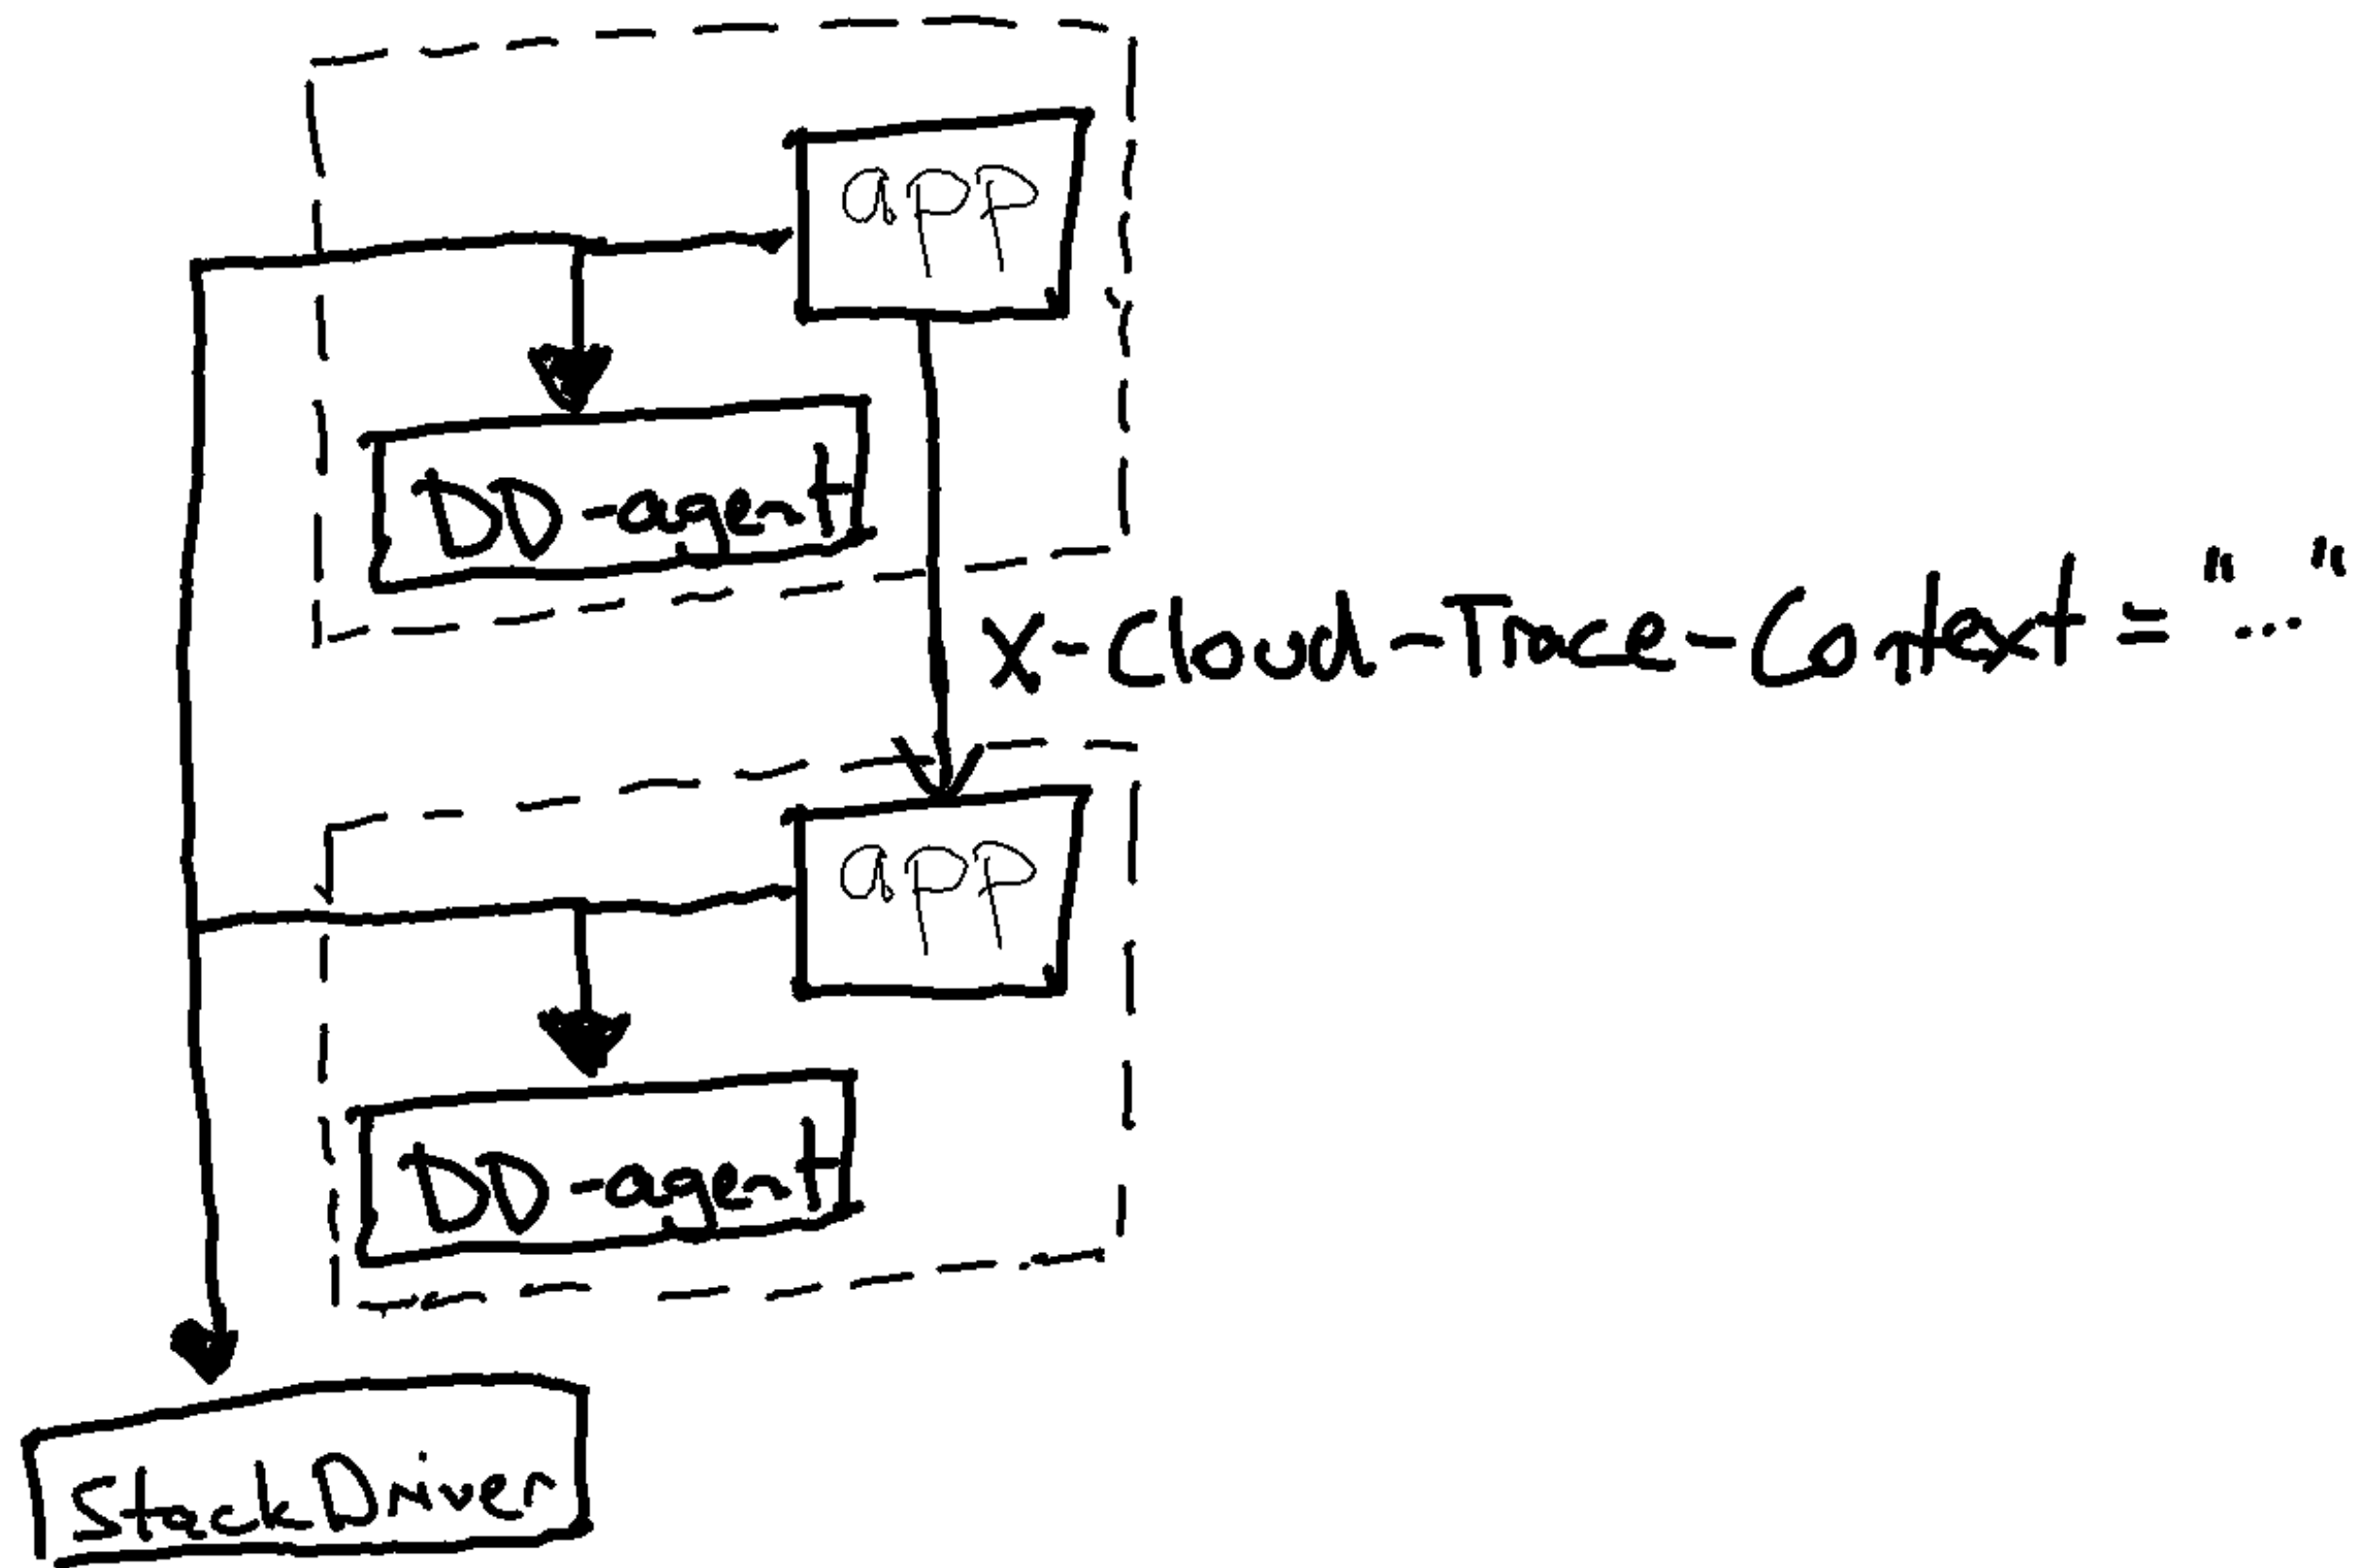 app
DD-agent
X-Cloud-Trace-Context = "..."
app
DD-agent
StackDriver